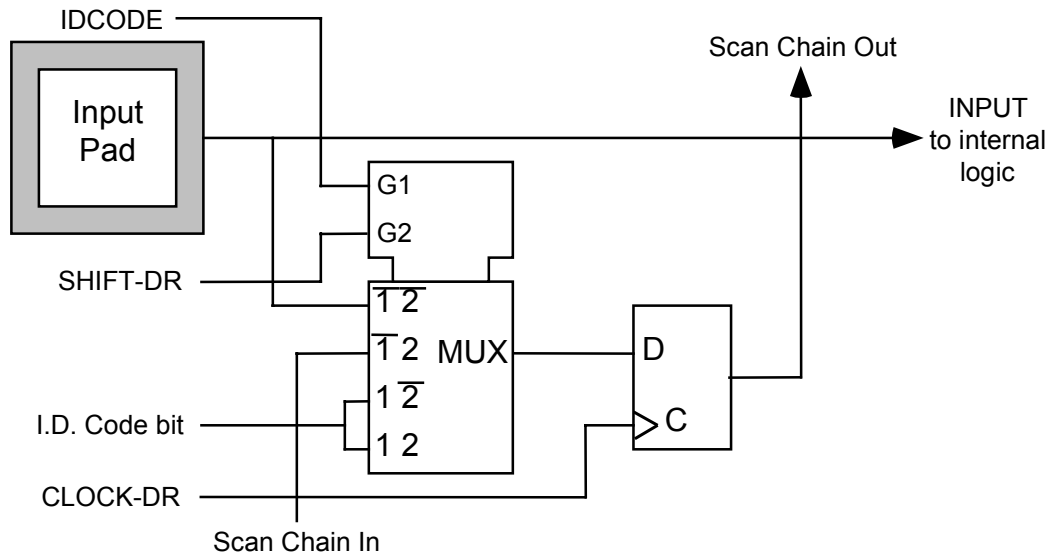 IDCODE
Scan Chain Out
Input
Pad
INPUT
to internal
logic
G1
G2
SHIFT-DR
1̅ 2̅
1̅ 2
MUX
D
1 2̅
I.D. Code bit
1 2
C
CLOCK-DR
Scan Chain In